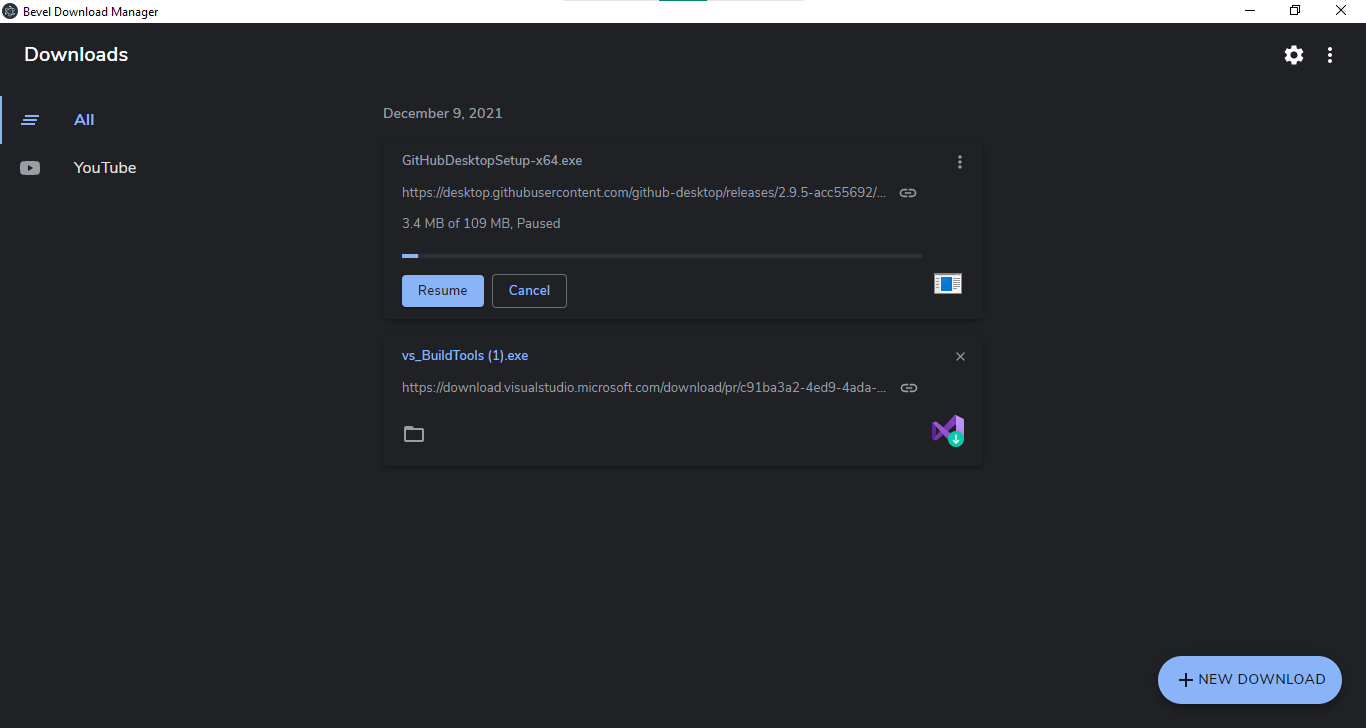 Bevel Download Manager
Downloads
All
YouTube
December 9, 2021
GitHubDesktopSetup-x64.exe
https://desktop.githubusercontent.com/github-desktop/releases/2.9.5-acc55692/...
3.4 MB of 109 MB, Paused
Resume
Cancel
vs_BuildTools (1).exe
https://download.visualstudio.microsoft.com/download/pr/c91ba3a2-4ed9-4ada-...
NEW DOWNLOAD